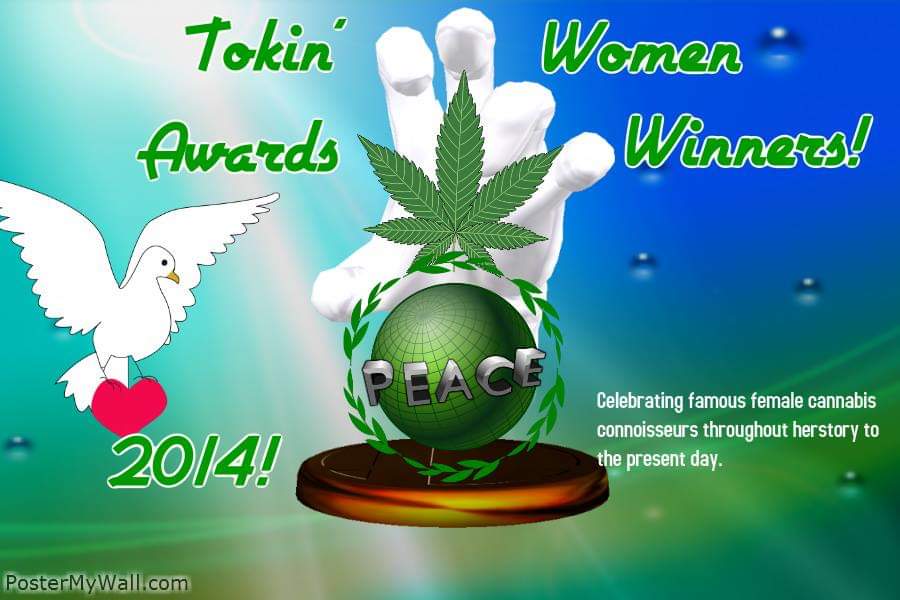 Tokin' Women
Awards Winners!
PEACE
2014!
Celebrating famous female cannabis
connoisseurs throughout herstory to
the present day.
PosterMyWall.com